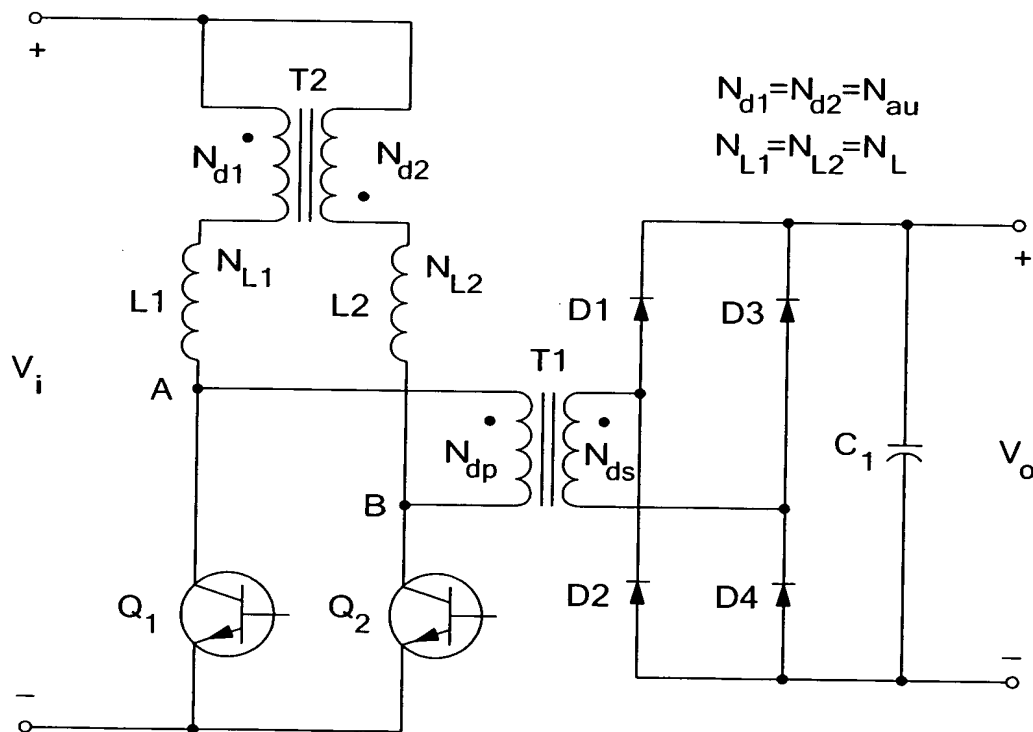 +
T2
N_d1=N_d2=N_au
N_L1=N_L2=N_L
N_d1
N_d2
N_L1
N_L2
L1
L2
+
D1
D3
T1
V_i
A
N_dp
N_ds
C_1
V_o
B
Q_1
Q_2
D2
D4
−
−